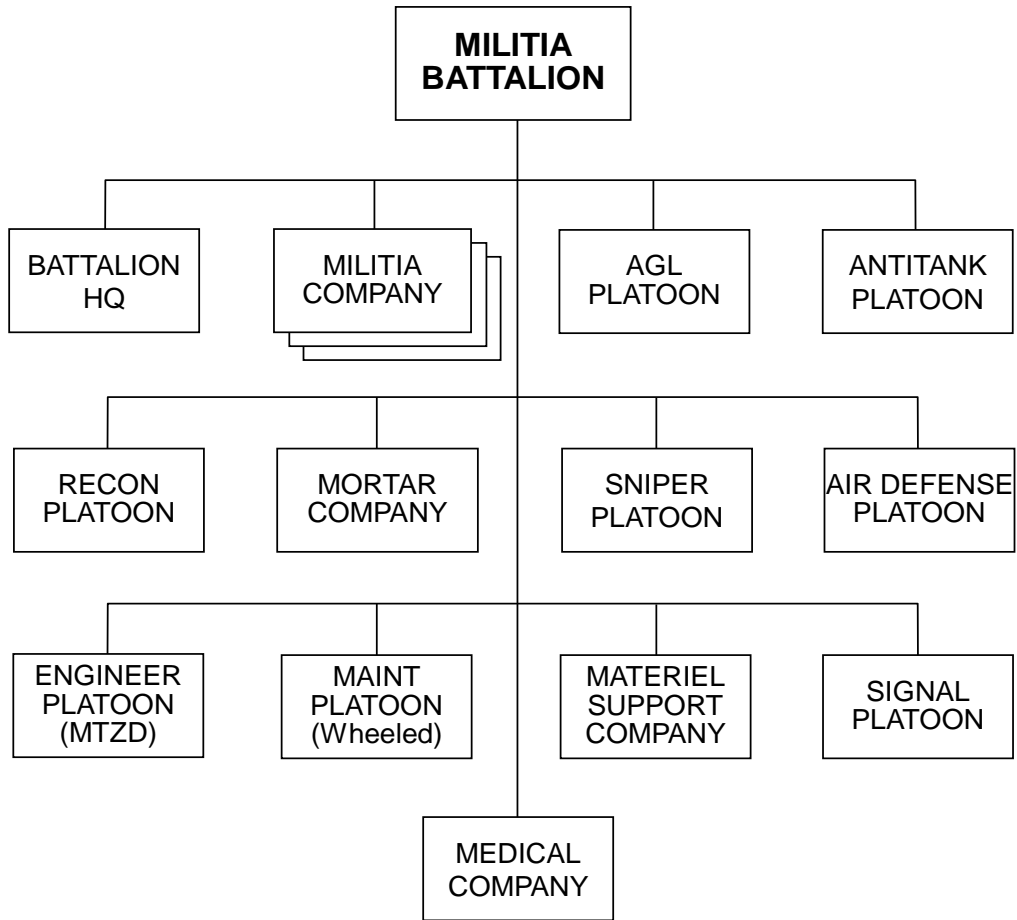 MILITIA
BATTALION
BATTALION
HQ
MILITIA
COMPANY
AGL
PLATOON
ANTITANK
PLATOON
RECON
PLATOON
MORTAR
COMPANY
SNIPER
PLATOON
AIR DEFENSE
PLATOON
ENGINEER
PLATOON
(MTZD)
MAINT
PLATOON
(Wheeled)
MATERIEL
SUPPORT
COMPANY
SIGNAL
PLATOON
MEDICAL
COMPANY